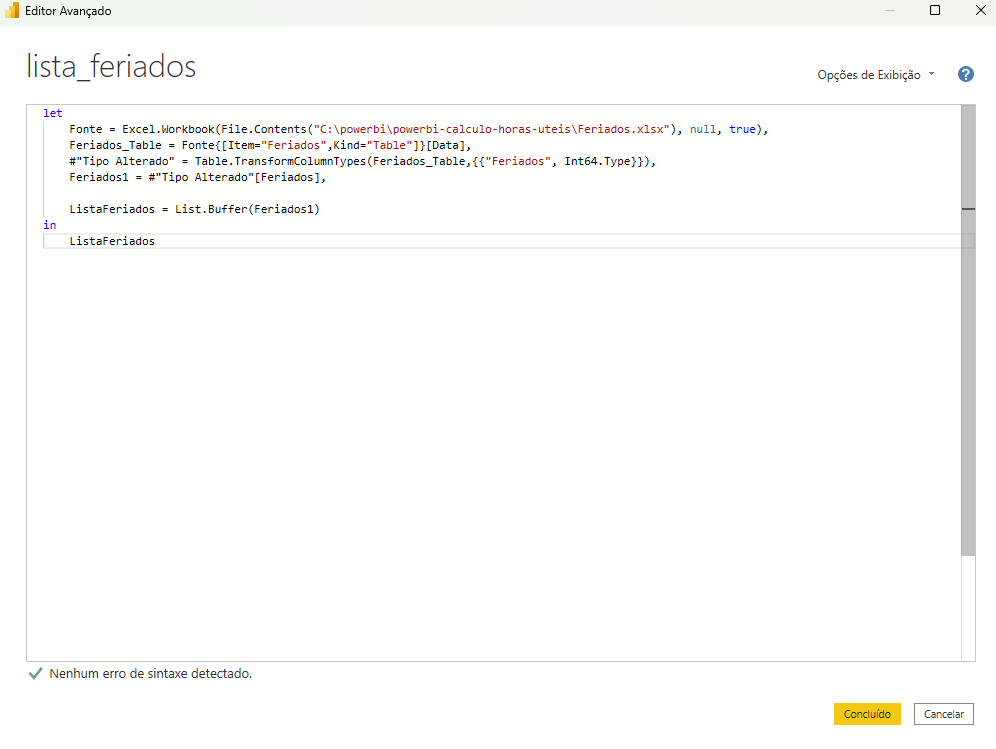 Editor Avançado
lista_feriados
Opções de Exibição
?
let
Fonte = Excel.Workbook(File.Contents("C:\powerbi\powerbi-calculo-horas-uteis\Feriados.xlsx"), null, true),
Feriados_Table = Fonte{[Item="Feriados",Kind="Table"]}[Data],
#"Tipo Alterado" = Table.TransformColumnTypes(Feriados_Table,{{"Feriados", Int64.Type}}),
Feriados1 = #"Tipo Alterado"[Feriados],
ListaFeriados = List.Buffer(Feriados1)
in
ListaFeriados
Nenhum erro de sintaxe detectado.
Concluído Cancelar